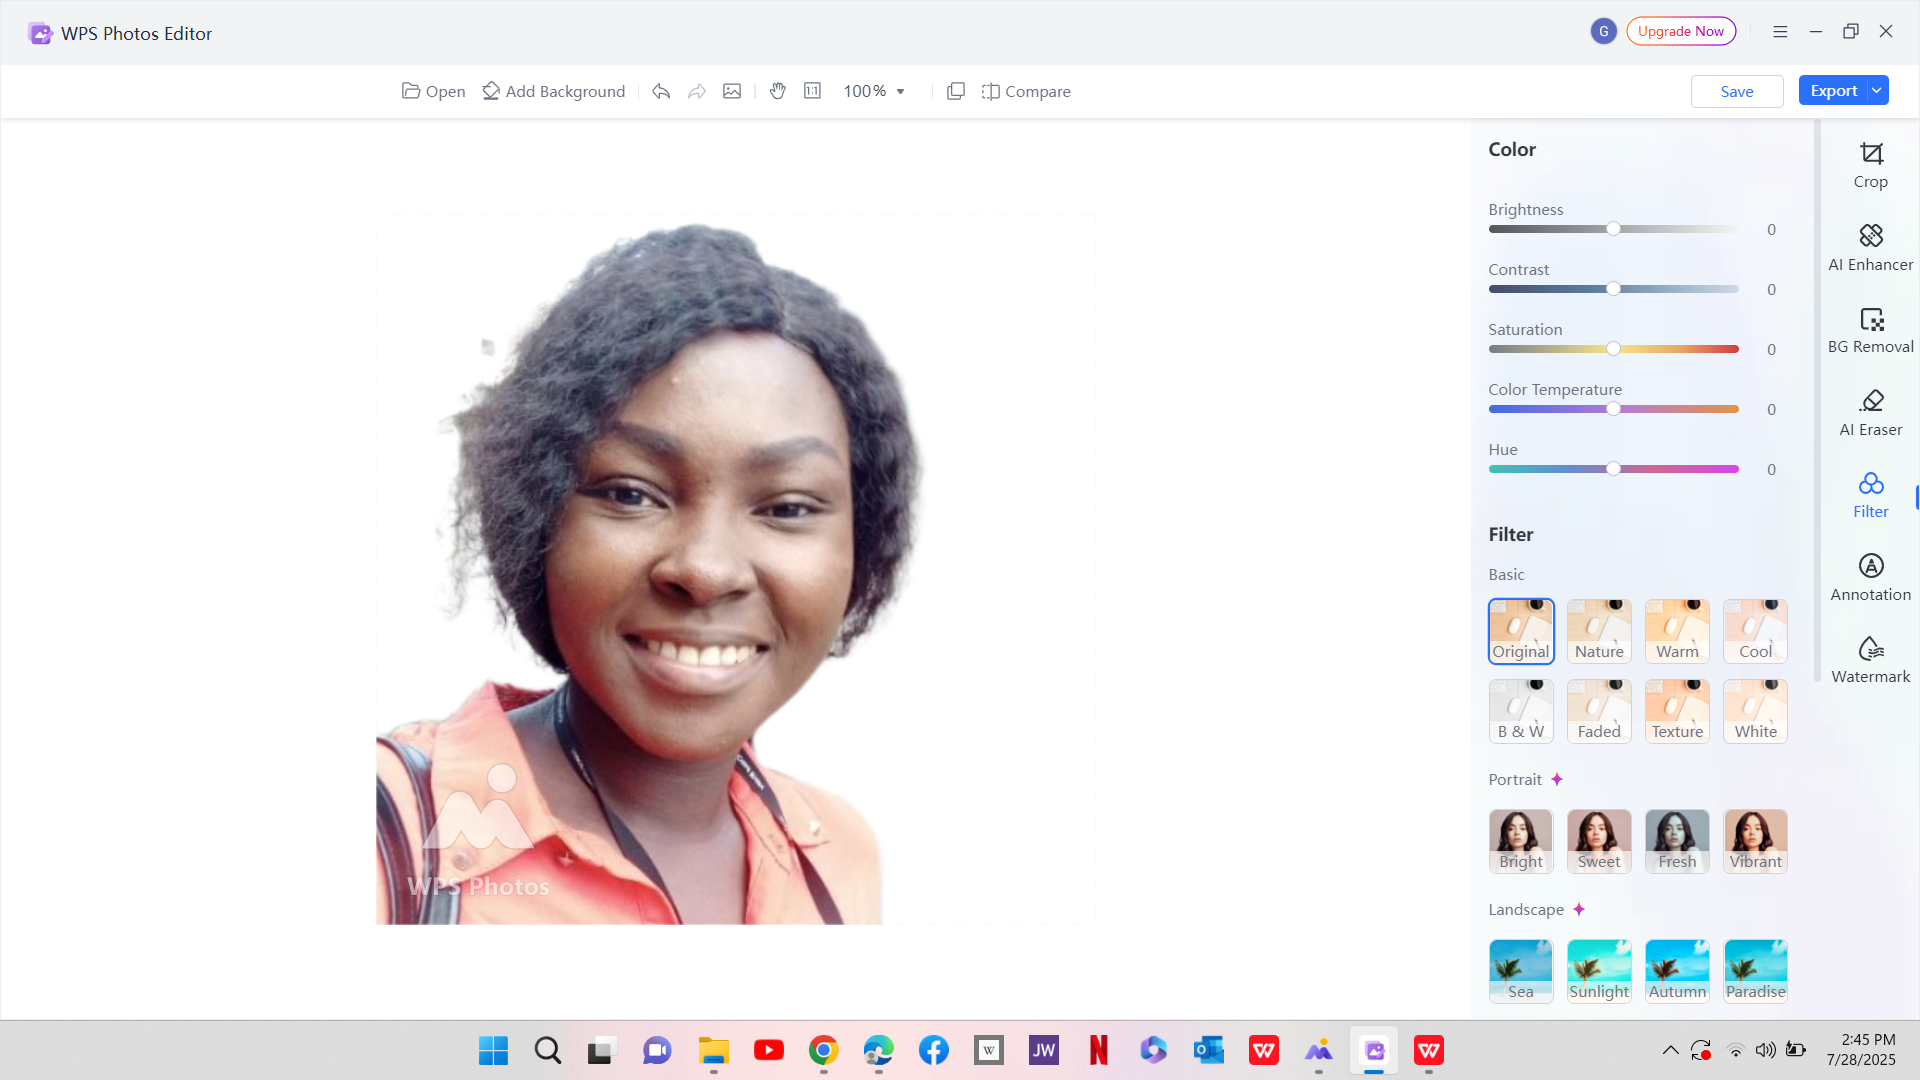 WPS Photos Editor
G
Upgrade Now
Open
Add Background
1:1
100%
Compare
Save
Export
Color
Brightness
0
Contrast
0
Saturation
0
Color Temperature
0
Hue
0
Filter
Basic
Original
Nature
Warm
Cool
B & W
Faded
Texture
White
Portrait
Bright
Sweet
Fresh
Vibrant
Landscape
Sea
Sunlight
Autumn
Paradise
Crop
AI Enhancer
BG Removal
AI Eraser
Filter
Annotation
Watermark
WPS Photos
W
JW
N
2:45 PM
7/28/2025